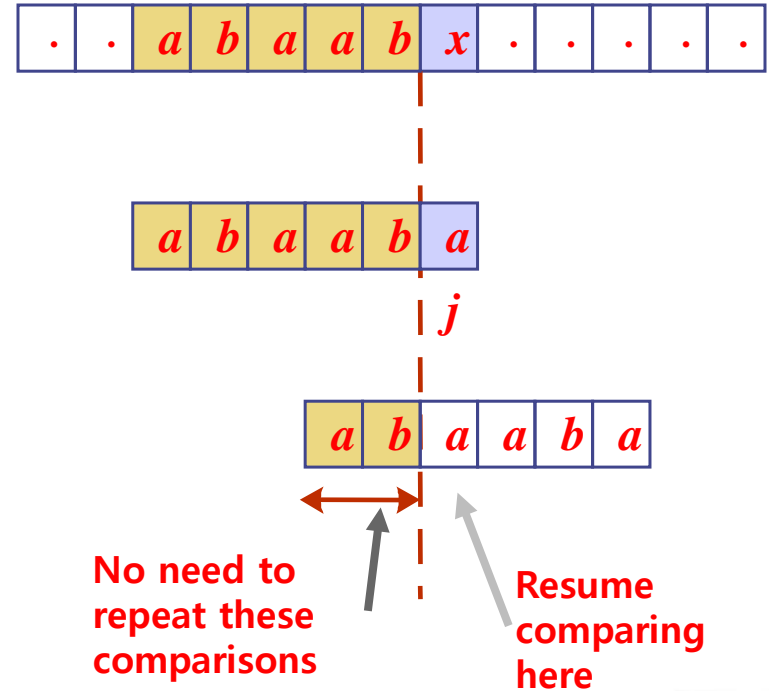 . . a b a a b x . . . . .
a b a a b a
j
a b a a b a
No need to
repeat these
comparisons
Resume
comparing
here